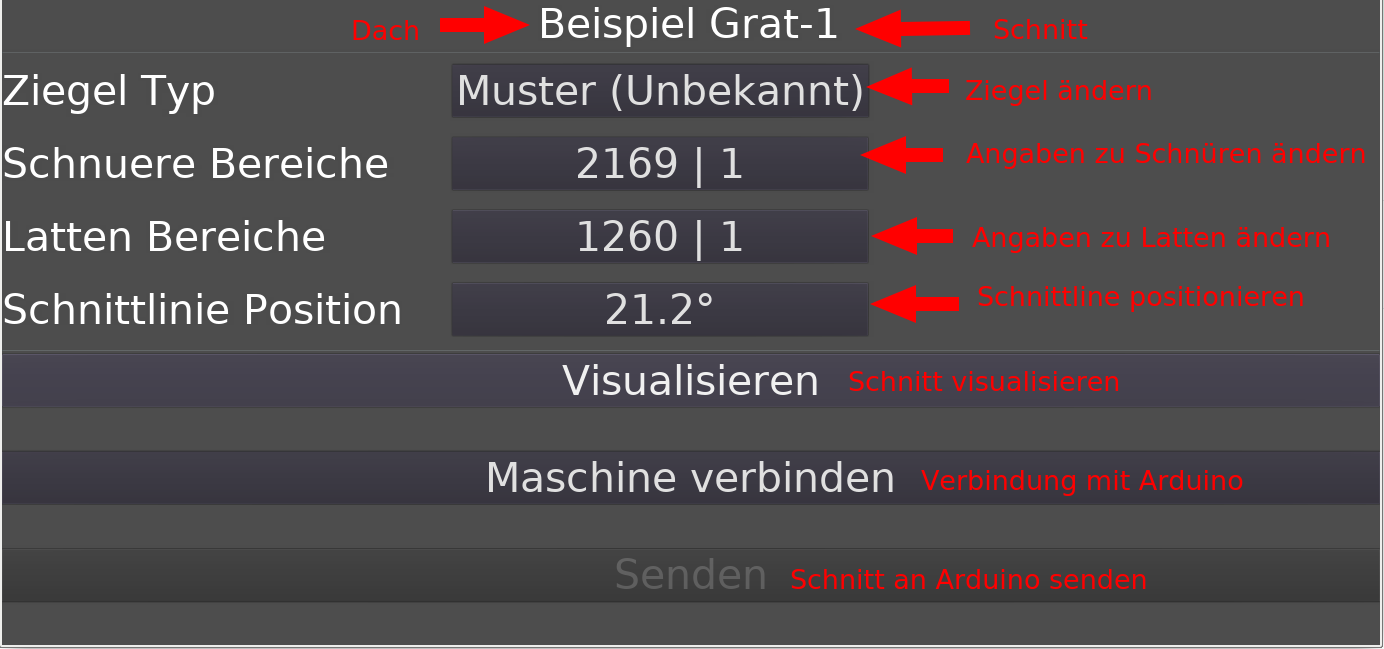 Dach Beispiel Grat-1 Schnitt
Ziegel Typ Muster (Unbekannt) Ziegel ändern
Schnuere Bereiche 2169 | 1 Angaben zu Schnüren ändern
Latten Bereiche 1260 | 1 Angaben zu Latten ändern
Schnittlinie Position 21.2° Schnittline positionieren
Visualisieren Schnitt visualisieren
Maschine verbinden Verbindung mit Arduino
Senden Schnitt an Arduino senden